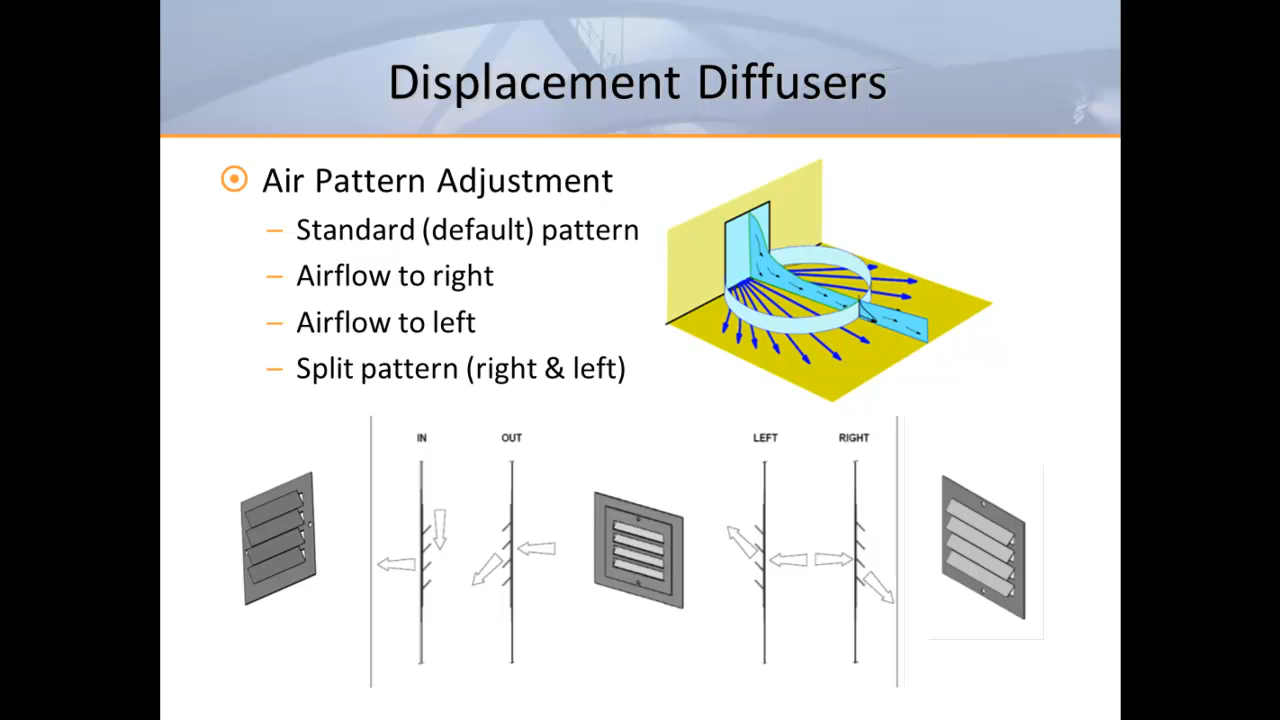 Displacement Diffusers
Air Pattern Adjustment
– Standard (default) pattern
– Airflow to right
– Airflow to left
– Split pattern (right & left)
IN
OUT
LEFT
RIGHT